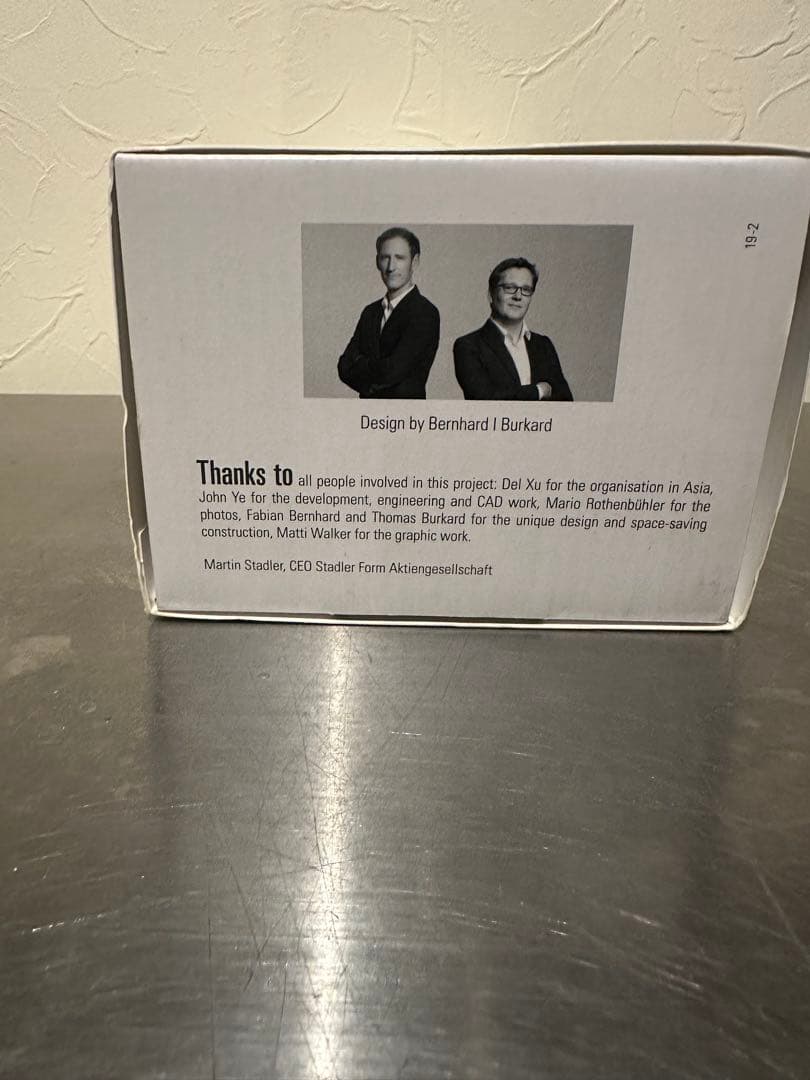 19-2
Design by Bernhard I Burkard
Thanks to all people involved in this project: Del Xu for the organisation in Asia,
John Ye for the development, engineering and CAD work, Mario Rothenbühler for the
photos, Fabian Bernhard and Thomas Burkard for the unique design and space-saving
construction, Matti Walker for the graphic work.
Martin Stadler, CEO Stadler Form Aktiengesellschaft